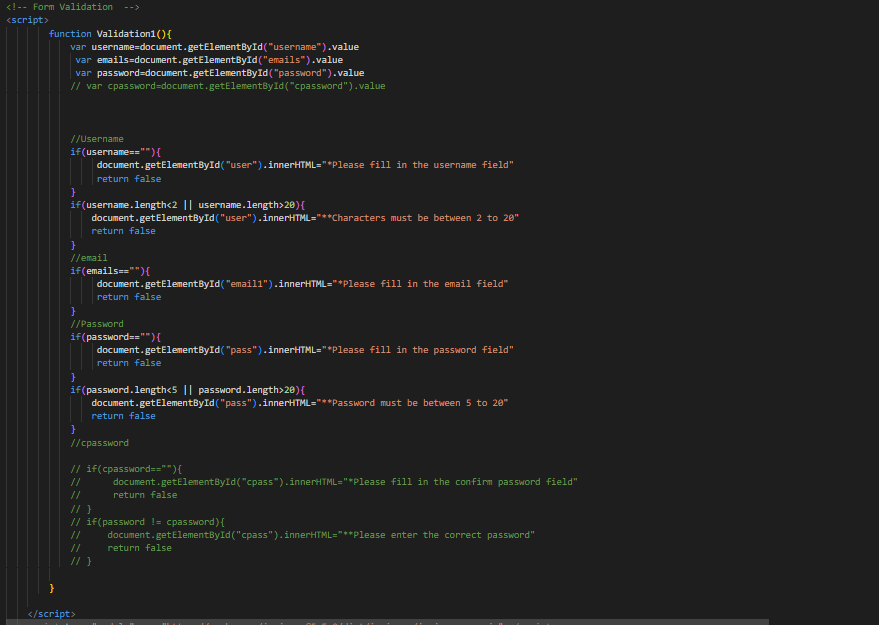 <!-- Form Validation  -->
<script>
function Validation1(){
var username=document.getElementById("username").value
var emails=document.getElementById("emails").value
var password=document.getElementById("password").value
// var cpassword=document.getElementById("cpassword").value
//Username
if(username==""){
document.getElementById("user").innerHTML="*Please fill in the username field"
return false
}
if(username.length<2 || username.length>20){
document.getElementById("user").innerHTML="**Characters must be between 2 to 20"
return false
}
//email
if(emails==""){
document.getElementById("email1").innerHTML="*Please fill in the email field"
return false
}
//Password
if(password==""){
document.getElementById("pass").innerHTML="*Please fill in the password field"
return false
}
if(password.length<5 || password.length>20){
document.getElementById("pass").innerHTML="**Password must be between 5 to 20"
return false
}
//cpassword
// if(cpassword==""){
//      document.getElementById("cpass").innerHTML="*Please fill in the confirm password field"
//      return false
// }
// if(password != cpassword){
//     document.getElementById("cpass").innerHTML="**Please enter the correct password"
//     return false
// }
}
</script>